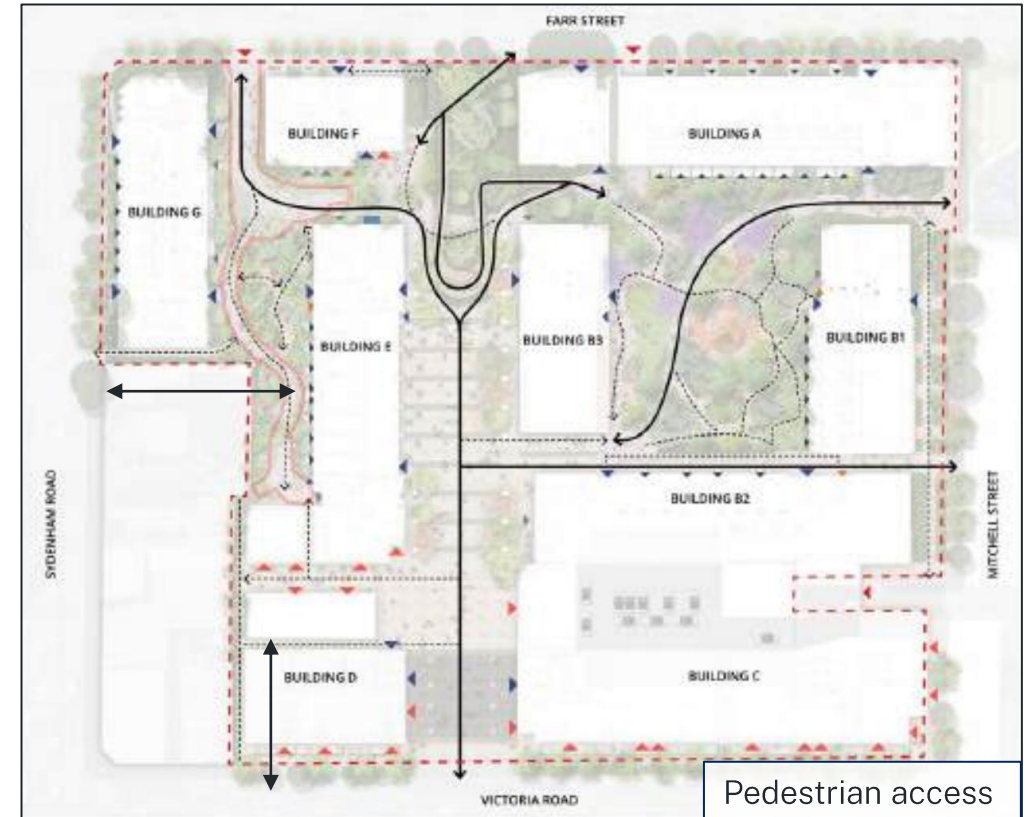 FARR STREET
BUILDING F
BUILDING A
BUILDING G
BUILDING E
BUILDING B3
BUILDING B1
SYDENHAM ROAD
BUILDING B2
MITCHELL STREET
BUILDING D
BUILDING C
VICTORIA ROAD
Pedestrian access